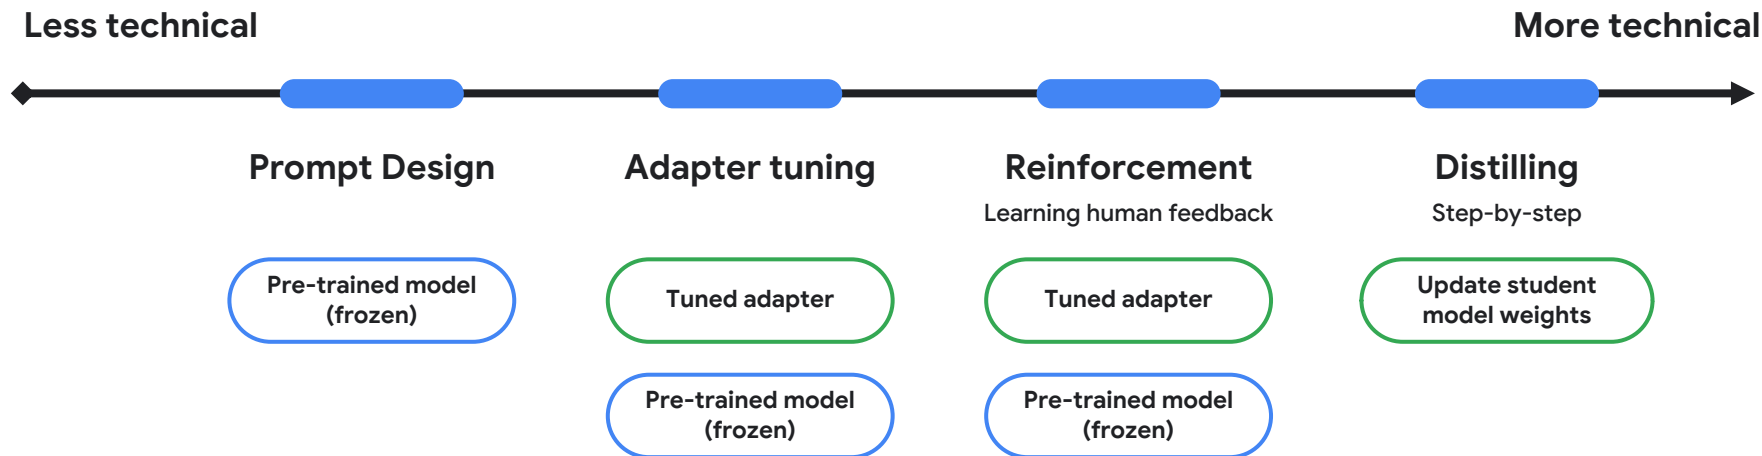 Less technical
More technical
Prompt Design
Adapter tuning
Reinforcement
Distilling
Learning human feedback
Step-by-step
Pre-trained model
(frozen)
Tuned adapter
Tuned adapter
Update student
model weights
Pre-trained model
(frozen)
Pre-trained model
(frozen)